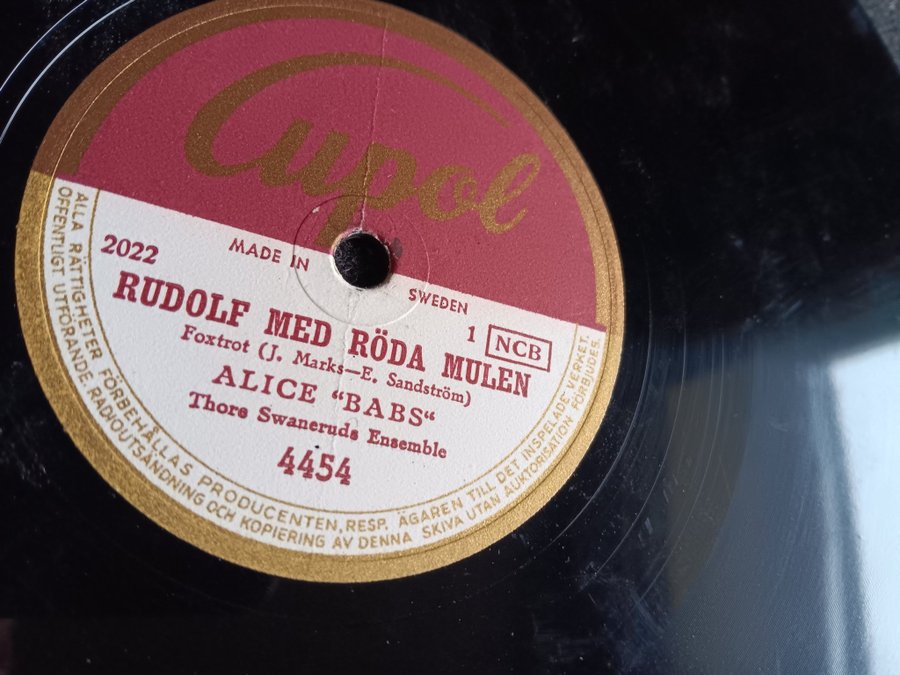 Cupol
2022
MADE IN SWEDEN
1 NCB
RUDOLF MED RÖDA MULEN
Foxtrot (J. Marks—E. Sandström)
ALICE “BABS“
Thore Swaneruds Ensemble
4454
ALLA RÄTTIGHETER FÖRBEHÅLLAS PRODUCENTEN, RESP. ÄGAREN TILL DET INSPELADE VERKET.
OFFENTLIGT UTFÖRANDE, RADIOUTSÄNDNING OCH KOPIERING AV DENNA SKIVA UTAN AUKTORISATION FÖRBJUDES.